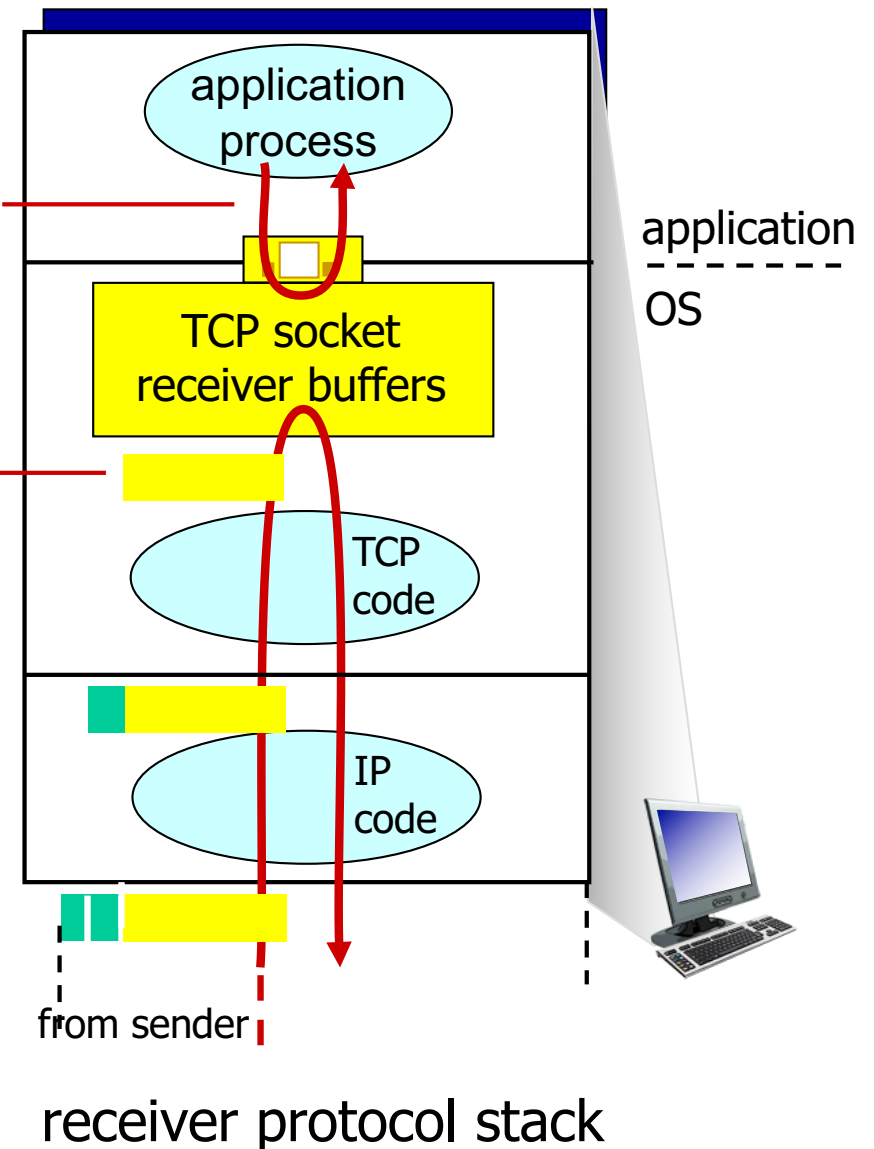 application
process
application
OS
TCP socket
receiver buffers
TCP
code
IP
code
from sender
receiver protocol stack